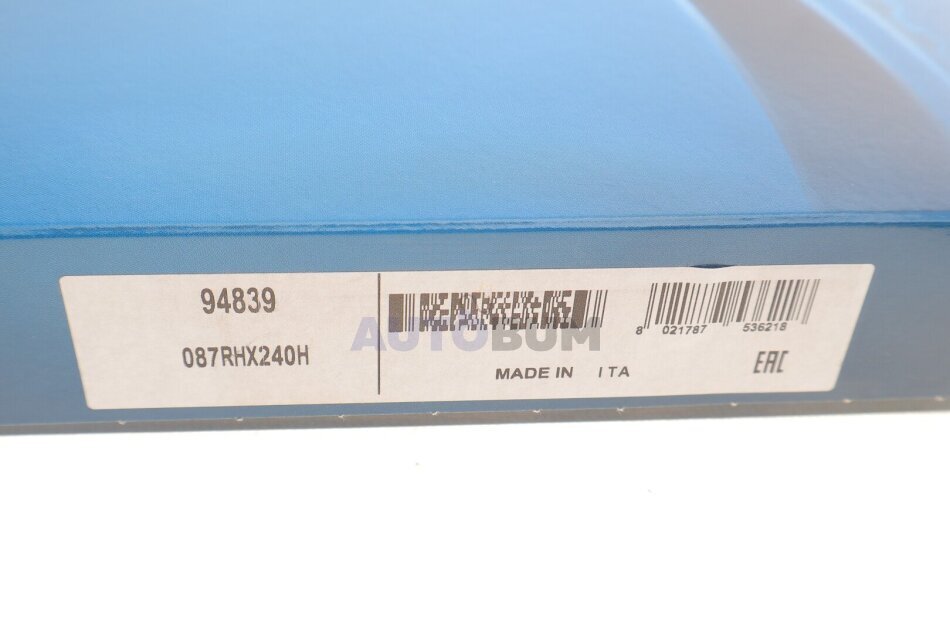 94839
087RHX240H
AUTOBUM
8 021787 536218
MADE IN ITA
EAC